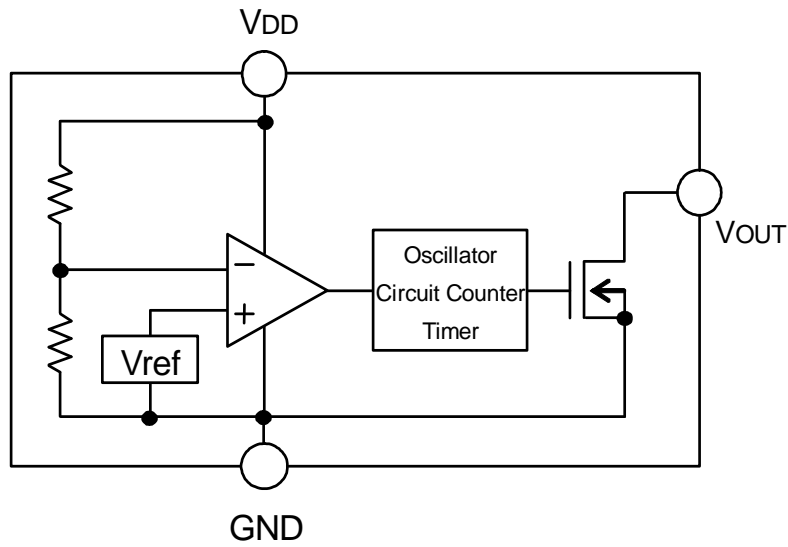 VDD
VOUT
Oscillator
Circuit Counter
Timer
−
+
Vref
GND